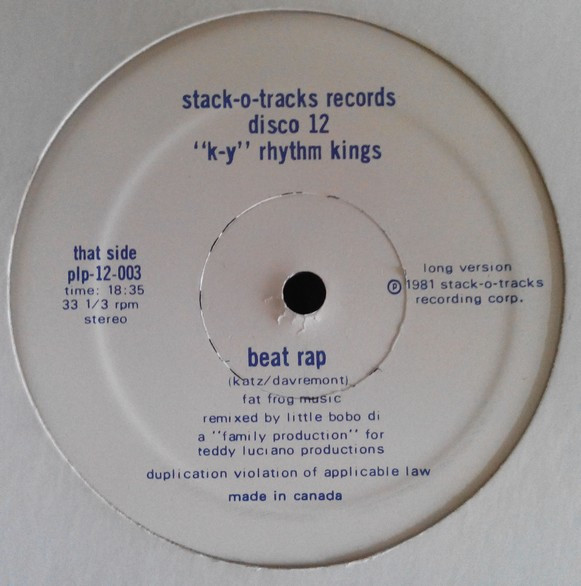 stack-o-tracks records
disco 12
"k-y" rhythm kings
that side
plp-12-003
time: 18:35
33 1/3 rpm
stereo
long version
℗ 1981 stack-o-tracks
recording corp.
beat rap
(katz/davremont)
fat frog music
remixed by little bobo di
a "family production" for
teddy luciano productions
duplication violation of applicable law
made in canada